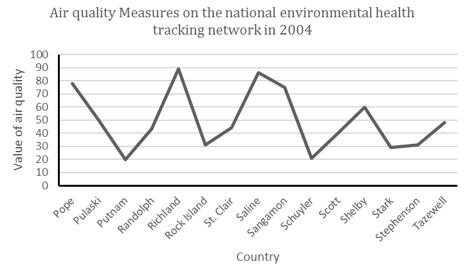 Air quality Measures on the national environmental health
tracking network in 2004
Value of air quality
100
90
80
70
60
50
40
30
20
10
0
Pope
Pulaski
Putnam
Randolph
Richland
Rock Island
St. Clair
Saline
Sangamon
Schuyler
Scott
Shelby
Stark
Stephenson
Tazewell
Country